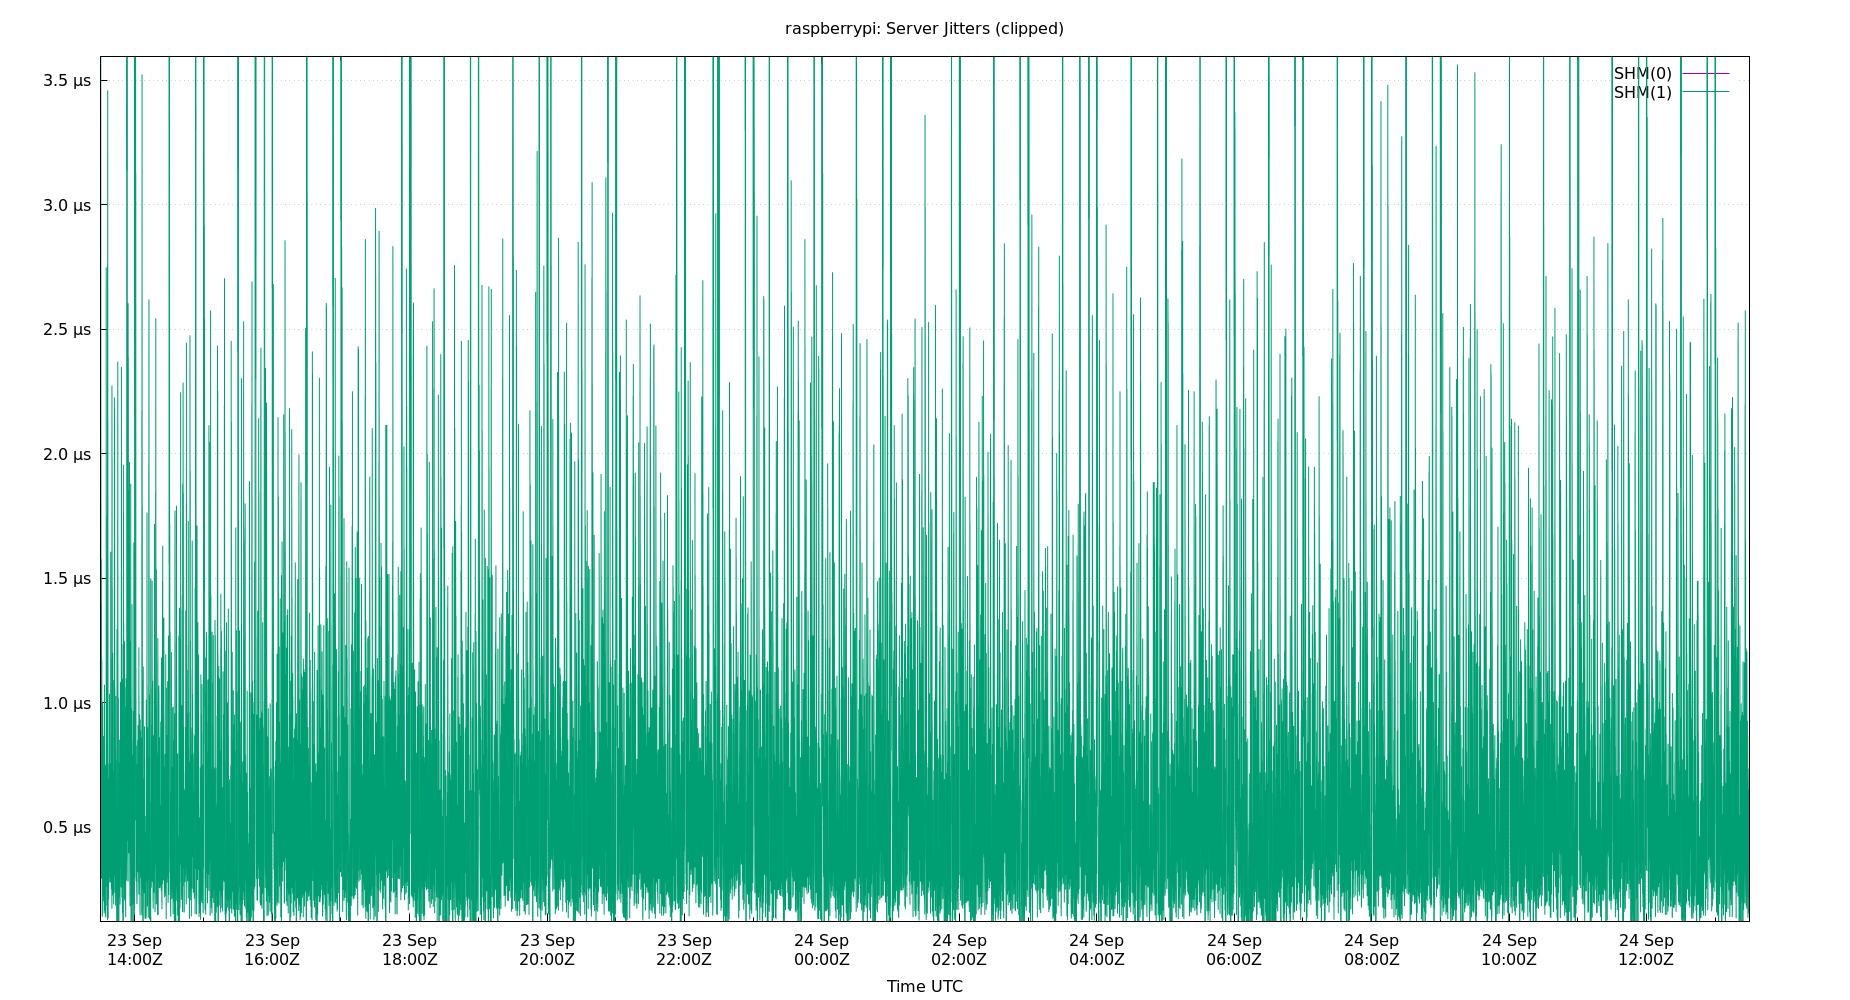 raspberrypi: Server Jitters (clipped)
SHM(0)
SHM(1)
3.5 µs
3.0 µs
2.5 µs
2.0 µs
1.5 µs
1.0 µs
0.5 µs
23 Sep 23 Sep 23 Sep 23 Sep 23 Sep 24 Sep 24 Sep 24 Sep 24 Sep 24 Sep 24 Sep 24 Sep
14:00Z 16:00Z 18:00Z 20:00Z 22:00Z 00:00Z 02:00Z 04:00Z 06:00Z 08:00Z 10:00Z 12:00Z
Time UTC